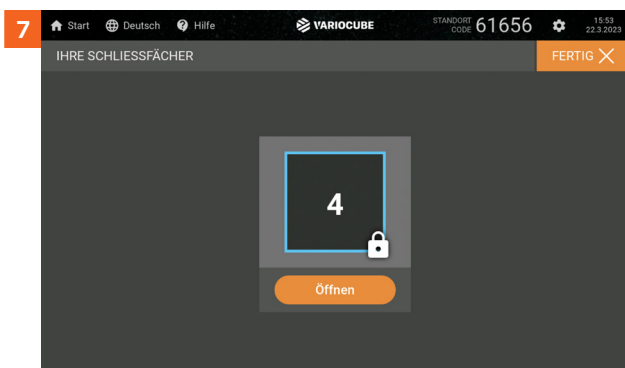 7
Start Deutsch Hilfe VARIOCUBE STANDORT CODE 61656 15:53 22.3.2023
IHRE SCHLIESSFÄCHER FERTIG
4
Öffnen